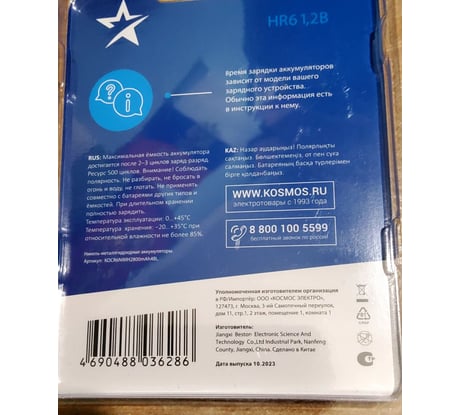 HR6 1,2В
Время зарядки аккумуляторов
зависит от модели вашего
зарядного устройства.
Обычно эта информация есть
в инструкции к нему.
RUS: Максимальная ёмкость аккумулятора
достигается после 2–3 циклов заряд-разряд
Ресурс 500 циклов. Внимание! Соблюдать
полярность. Не разбирать, не бросать в
огонь и воду, не глотать. Не применять
совместно с батареями других типов и
ёмкостей. При длительном хранении
полностью зарядить.
Температура эксплуатации: 0...+45°С
Температура хранения: -20...+35°С при
относительной влажности не более 85%.
Никель-металлогидридные аккумуляторы
Артикул: KOCR6NIMH2800mAh4BL
KAZ: Назар аударыңыз! Полярлықты
сақтаңыз. Бөлшектемеңіз, от пен суға
салмаңыз. Батареяның басқа түрлерімен
бірге қолданбаңыз.
WWW.KOSMOS.RU
электротовары с 1993 года
8 800 100 5599
бесплатный звонок по россии
Уполномоченная изготовителем организация
в РФ/Импортёр: ООО «КОСМОС ЭЛЕКТРО»,
127473, г. Москва, 3-ий Самотечный переулок,
дом 11, стр.1, 2 этаж, помещение 1, комната 1
Изготовитель:
Jiangxi Beston Electronic Science And
Technology Co.,Ltd Industrial Park, Nanfeng
County, Jiangxi, China. Сделано в Китае
Дата выпуска 10.2023
4 690488 036286